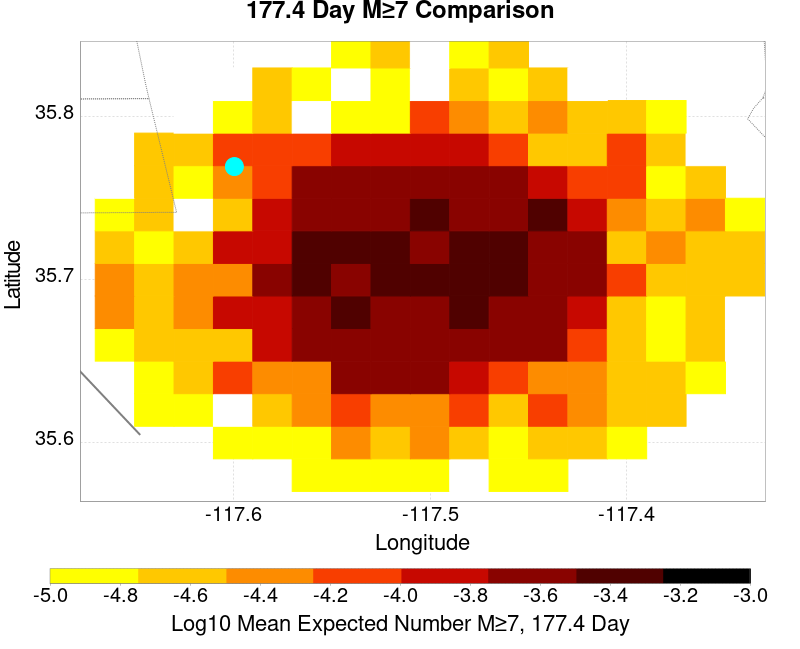 177.4 Day M≥7 Comparison
35.8
35.7
35.6
Latitude
-117.6 -117.5 -117.4
Longitude
-5.0 -4.8 -4.6 -4.4 -4.2 -4.0 -3.8 -3.6 -3.4 -3.2 -3.0
Log10 Mean Expected Number M≥7, 177.4 Day